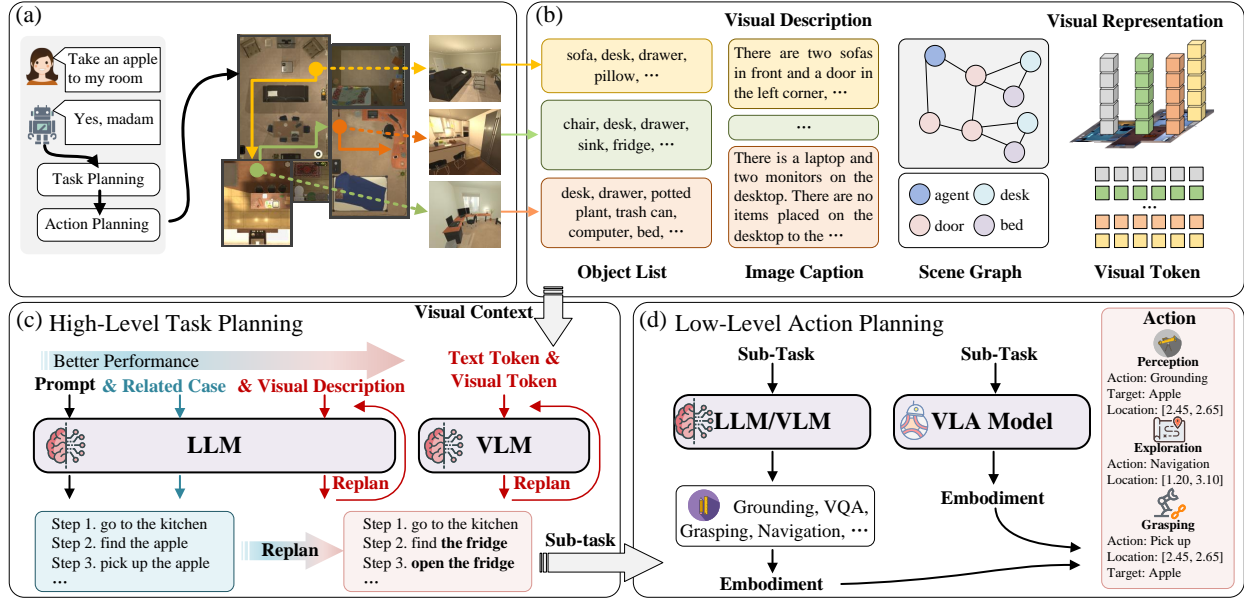 (a)
Take an apple
to my room
Yes, madam
Task Planning
Action Planning
(b)
Visual Description
Visual Representation
sofa, desk, drawer,
pillow, ⋯
chair, desk, drawer,
sink, fridge, ⋯
desk, drawer, potted
plant, trash can,
computer, bed, ⋯
Object List
There are two sofas
in front and a door in
the left corner, ⋯
⋯
There is a laptop and
two monitors on the
desktop. There are no
items placed on the
desktop to the ⋯
Image Caption
agent
desk
door
bed
Scene Graph
⋯
Visual Token
Visual Context
(c) High-Level Task Planning
Better Performance
Prompt & Related Case & Visual Description
LLM
Replan
Text Token &
Visual Token
VLM
Replan
Step 1. go to the kitchen
Step 2. find the apple
Step 3. pick up the apple
⋯
Replan
Step 1. go to the kitchen
Step 2. find the fridge
Step 3. open the fridge
⋯
Sub-task
(d) Low-Level Action Planning
Sub-Task
LLM/VLM
Grounding, VQA,
Grasping, Navigation, ⋯
Embodiment
Sub-Task
VLA Model
Embodiment
Action
Perception
Action: Grounding
Target: Apple
Location: [2.45, 2.65]
Exploration
Action: Navigation
Location: [1.20, 3.10]
Grasping
Action: Pick up
Location: [2.45, 2.65]
Target: Apple